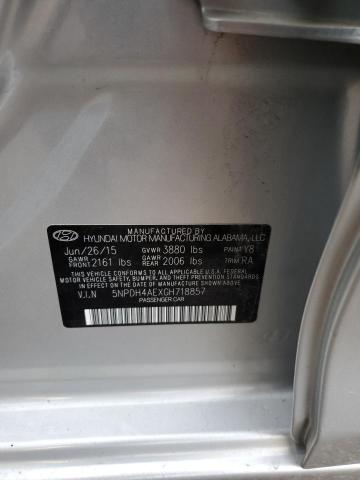 MANUFACTURED BY
HYUNDAI MOTOR MANUFACTURING ALABAMA, LLC
Jun/26/15 GVWR 3880 lbs PAINT Y8
GAWR FRONT 2161 lbs GAWR REAR 2006 lbs TRIM RA
THIS VEHICLE CONFORMS TO ALL APPLICABLE U.S.A. FEDERAL
MOTOR VEHICLE SAFETY, BUMPER, AND THEFT PREVENTION STANDARDS
IN EFFECT ON THE DATE OF MANUFACTURE SHOWN ABOVE.
V.I.N 5NPDH4AEXGH718857
PASSENGER CAR